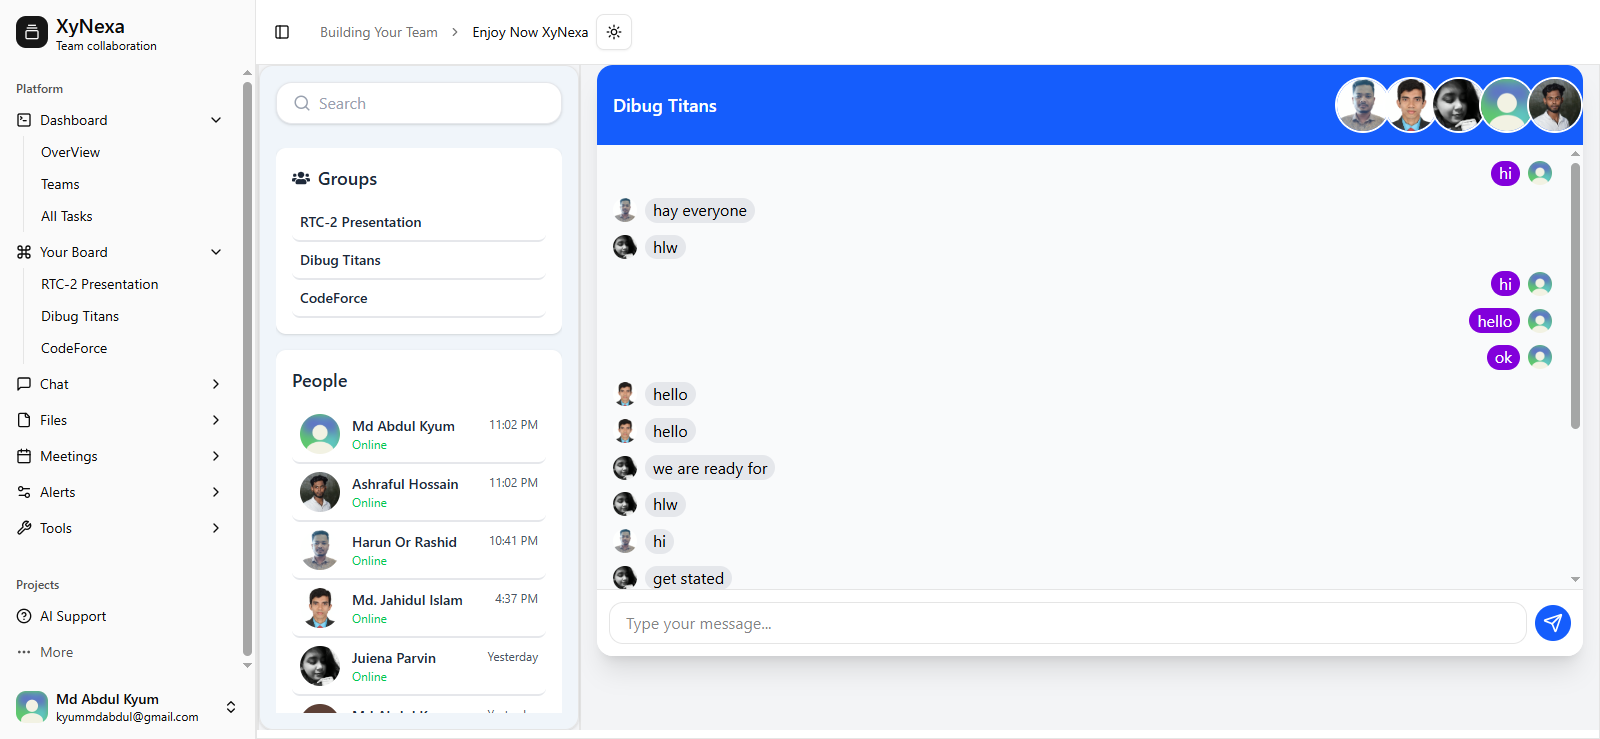 XyNexa
Team collaboration
Platform
Dashboard
OverView
Teams
All Tasks
Your Board
RTC-2 Presentation
Dibug Titans
CodeForce
Chat
Files
Meetings
Alerts
Tools
Projects
AI Support
More
Md Abdul Kyum
kyummdabdul@gmail.com
Building Your Team > Enjoy Now XyNexa
Search
Groups
RTC-2 Presentation
Dibug Titans
CodeForce
People
Md Abdul Kyum 11:02 PM
Online
Ashraful Hossain 11:02 PM
Online
Harun Or Rashid 10:41 PM
Online
Md. Jahidul Islam 4:37 PM
Online
Juiena Parvin Yesterday
Online
Dibug Titans
hi
hay everyone
hlw
hi
hello
ok
hello
hello
we are ready for
hlw
hi
get stated
Type your message...